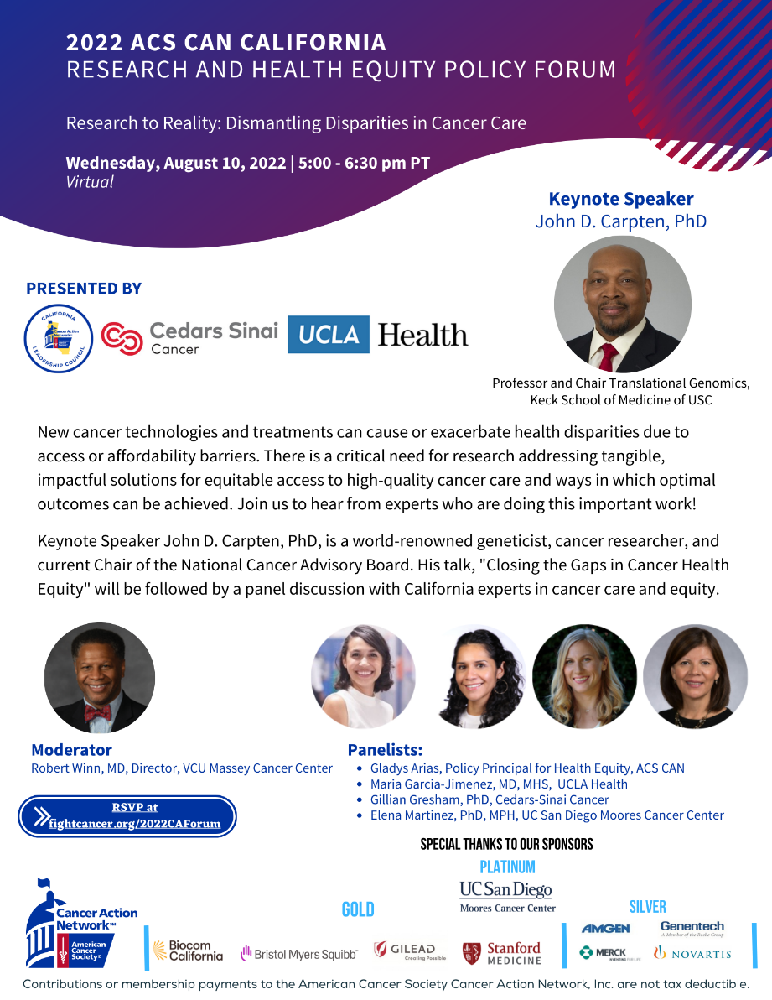 2022 ACS CAN CALIFORNIA
RESEARCH AND HEALTH EQUITY POLICY FORUM
Research to Reality: Dismantling Disparities in Cancer Care
Wednesday, August 10, 2022 | 5:00 - 6:30 pm PT
Virtual
Keynote Speaker
John D. Carpten, PhD
PRESENTED BY
CALIFORNIA
Cancer Action
Network
LEADERSHIP COUNCIL
Cedars Sinai
Cancer
UCLA Health
Professor and Chair Translational Genomics,
Keck School of Medicine of USC
New cancer technologies and treatments can cause or exacerbate health disparities due to
access or affordability barriers. There is a critical need for research addressing tangible,
impactful solutions for equitable access to high-quality cancer care and ways in which optimal
outcomes can be achieved. Join us to hear from experts who are doing this important work!
Keynote Speaker John D. Carpten, PhD, is a world-renowned geneticist, cancer researcher, and
current Chair of the National Cancer Advisory Board. His talk, "Closing the Gaps in Cancer Health
Equity" will be followed by a panel discussion with California experts in cancer care and equity.
Moderator
Robert Winn, MD, Director, VCU Massey Cancer Center
RSVP at
fightcancer.org/2022CAForum
Panelists:
• Gladys Arias, Policy Principal for Health Equity, ACS CAN
• Maria Garcia-Jimenez, MD, MHS, UCLA Health
• Gillian Gresham, PhD, Cedars-Sinai Cancer
• Elena Martinez, PhD, MPH, UC San Diego Moores Cancer Center
SPECIAL THANKS TO OUR SPONSORS
PLATINUM
UC San Diego
Moores Cancer Center
GOLD
SILVER
Cancer Action
Network℠
American
Cancer
Society®
Biocom
California
Bristol Myers Squibb™
GILEAD
Creating Possible
Stanford
MEDICINE
AMGEN
Genentech
A Member of the Roche Group
MERCK
INVENTING FOR LIFE
NOVARTIS
Contributions or membership payments to the American Cancer Society Cancer Action Network, Inc. are not tax deductible.